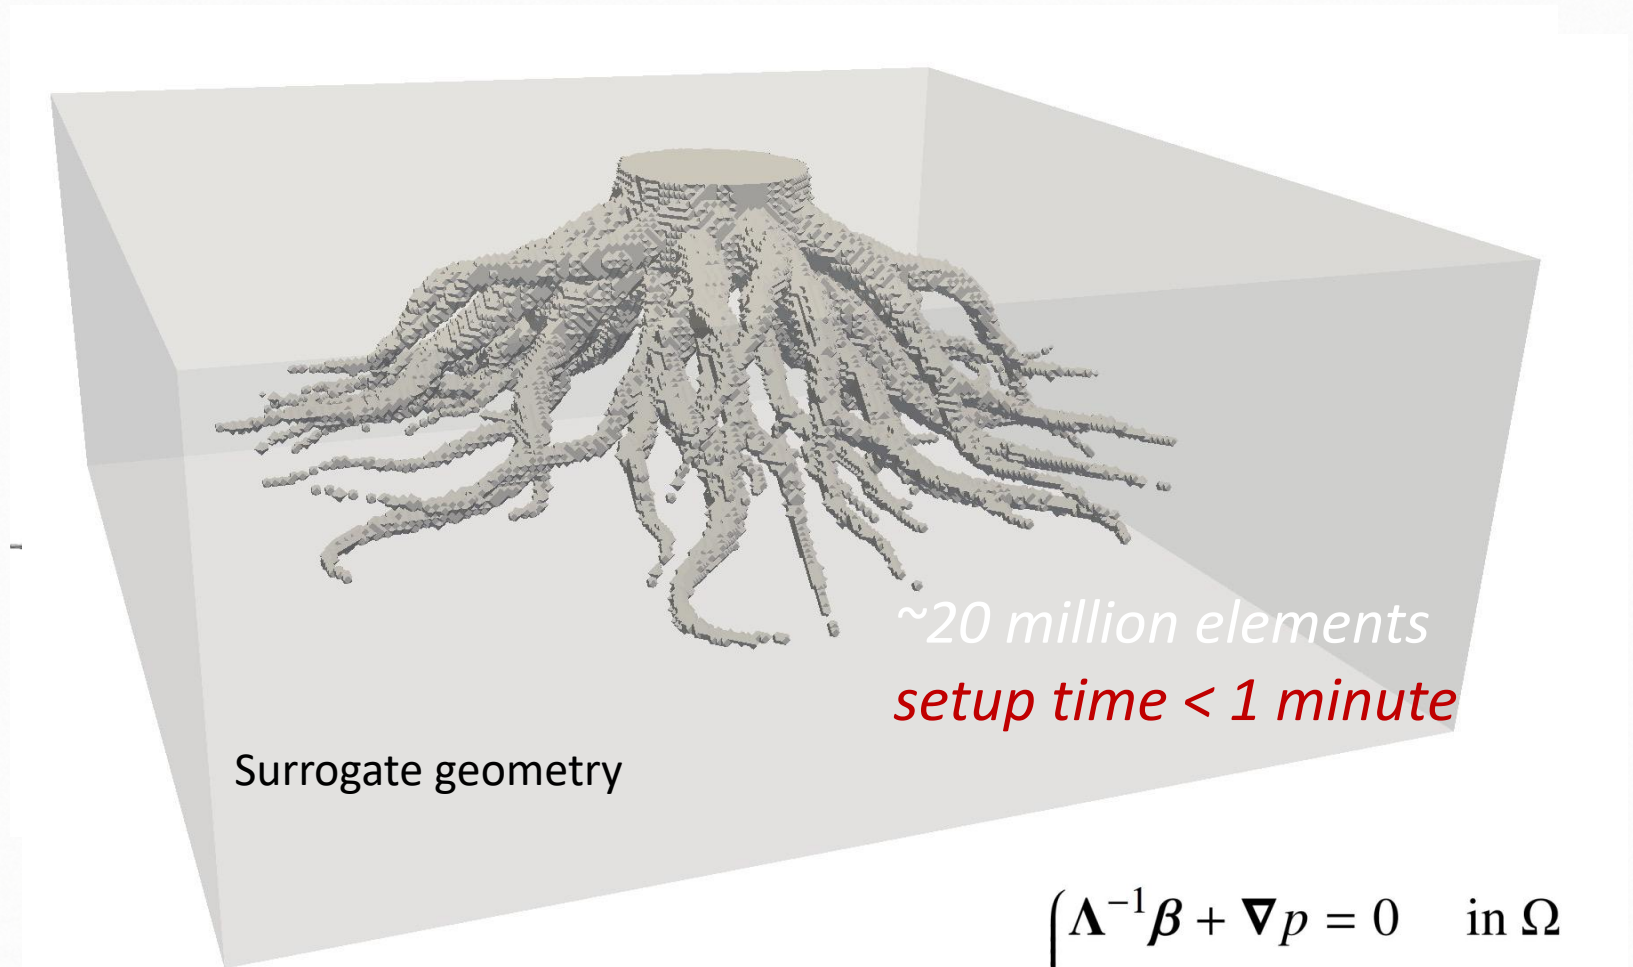 ~20 million elements
setup time < 1 minute
Surrogate geometry
Λ⁻¹β + ∇p = 0 in Ω